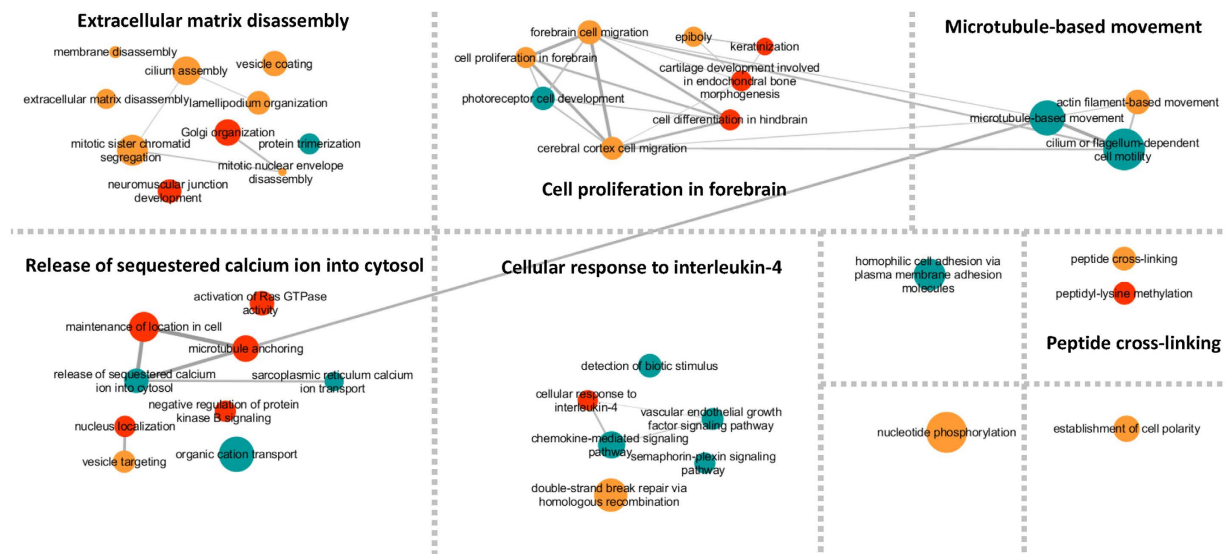 Extracellular matrix disassembly
membrane disassembly
cilium assembly
vesicle coating
extracellular matrix disassembly
lamellipodium organization
Golgi organization
mitotic sister chromatid
segregation
protein trimerization
mitotic nuclear envelope
disassembly
neuromuscular junction
development
forebrain cell migration
epiboly
keratinization
cell proliferation in forebrain
cartilage development involved
in endochondral bone
morphogenesis
photoreceptor cell development
cell differentiation in hindbrain
cerebral cortex cell migration
Cell proliferation in forebrain
Microtubule-based movement
actin filament-based movement
microtubule-based movement
cilium or flagellum-dependent
cell motility
Release of sequestered calcium ion into cytosol
activation of Ras GTPase
activity
maintenance of location in cell
microtubule anchoring
release of sequestered calcium
ion into cytosol
sarcoplasmic reticulum calcium
ion transport
negative regulation of protein
kinase B signaling
nucleus localization
organic cation transport
vesicle targeting
Cellular response to interleukin-4
detection of biotic stimulus
cellular response to
interleukin-4
vascular endothelial growth
factor signaling pathway
chemokine-mediated signaling
pathway
semaphorin-plexin signaling
pathway
double-strand break repair via
homologous recombination
homophilic cell adhesion via
plasma membrane adhesion
molecules
peptide cross-linking
peptidyl-lysine methylation
Peptide cross-linking
nucleotide phosphorylation
establishment of cell polarity